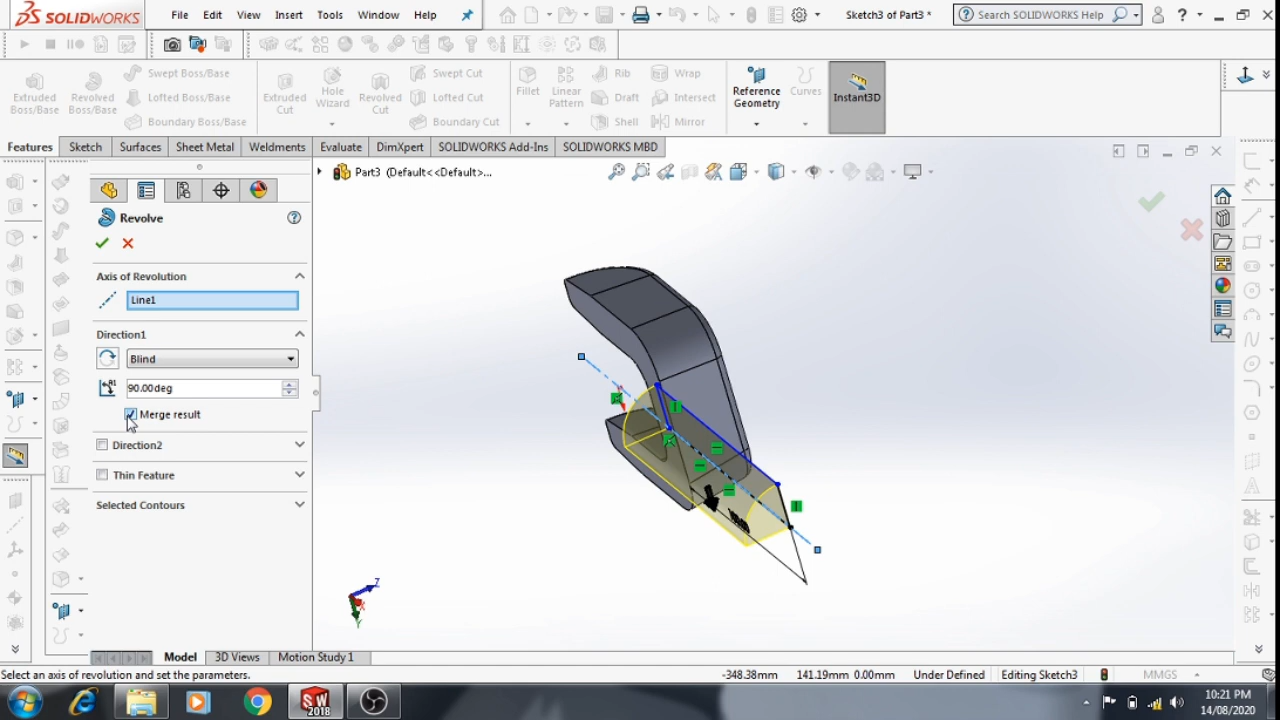 SOLIDWORKS
File Edit View Insert Tools Window Help
Sketch3 of Part3 *
Search SOLIDWORKS Help
Extruded Boss/Base
Revolved Boss/Base
Swept Boss/Base
Lofted Boss/Base
Boundary Boss/Base
Extruded Cut
Hole Wizard
Revolved Cut
Swept Cut
Lofted Cut
Boundary Cut
Fillet
Linear Pattern
Rib
Draft
Shell
Wrap
Intersect
Mirror
Reference Geometry
Curves
Instant3D
Features Sketch Surfaces Sheet Metal Weldments Evaluate DimXpert SOLIDWORKS Add-Ins SOLIDWORKS MBD
Part3 (Default<<Default>...
Revolve
Axis of Revolution
Line1
Direction1
Blind
90.00deg
Merge result
Direction2
Thin Feature
Selected Contours
Z
X
Y
Model 3D Views Motion Study 1
Select an axis of revolution and set the parameters.
-348.38mm 141.19mm 0.00mm Under Defined Editing Sketch3 MMGS
SW 2018
10:21 PM
14/08/2020